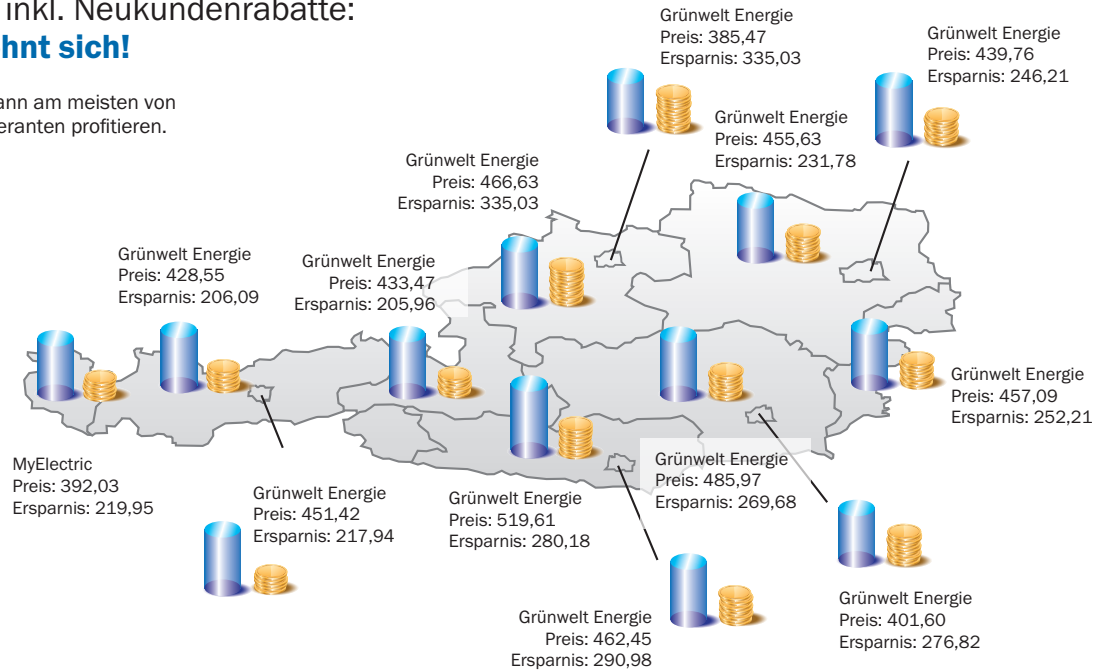 inkl. Neukundenrabatte:
hnt sich!
ann am meisten von
eranten profitieren.
Grünwelt Energie
Preis: 385,47
Ersparnis: 335,03
Grünwelt Energie
Preis: 439,76
Ersparnis: 246,21
Grünwelt Energie
Preis: 455,63
Ersparnis: 231,78
Grünwelt Energie
Preis: 466,63
Ersparnis: 335,03
Grünwelt Energie
Preis: 428,55
Ersparnis: 206,09
Grünwelt Energie
Preis: 433,47
Ersparnis: 205,96
Grünwelt Energie
Preis: 457,09
Ersparnis: 252,21
MyElectric
Preis: 392,03
Ersparnis: 219,95
Grünwelt Energie
Preis: 451,42
Ersparnis: 217,94
Grünwelt Energie
Preis: 519,61
Ersparnis: 280,18
Grünwelt Energie
Preis: 485,97
Ersparnis: 269,68
Grünwelt Energie
Preis: 462,45
Ersparnis: 290,98
Grünwelt Energie
Preis: 401,60
Ersparnis: 276,82